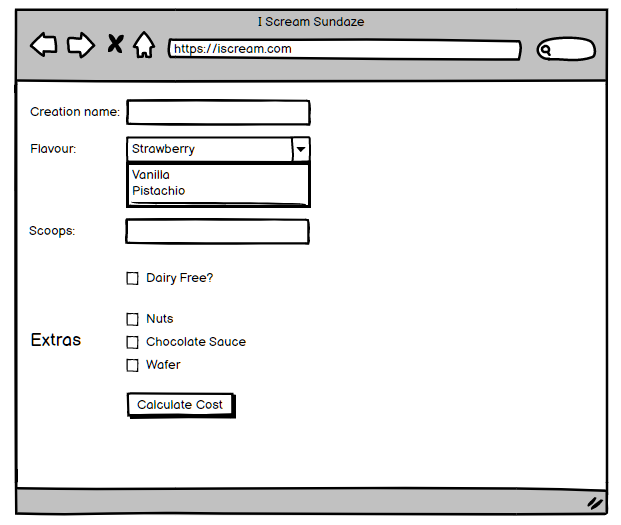 I Scream Sundaze
https://iscream.com
Creation name:
Flavour: Strawberry
Vanilla
Pistachio
Scoops:
Dairy Free?
Nuts
Extras
Chocolate Sauce
Wafer
Calculate Cost